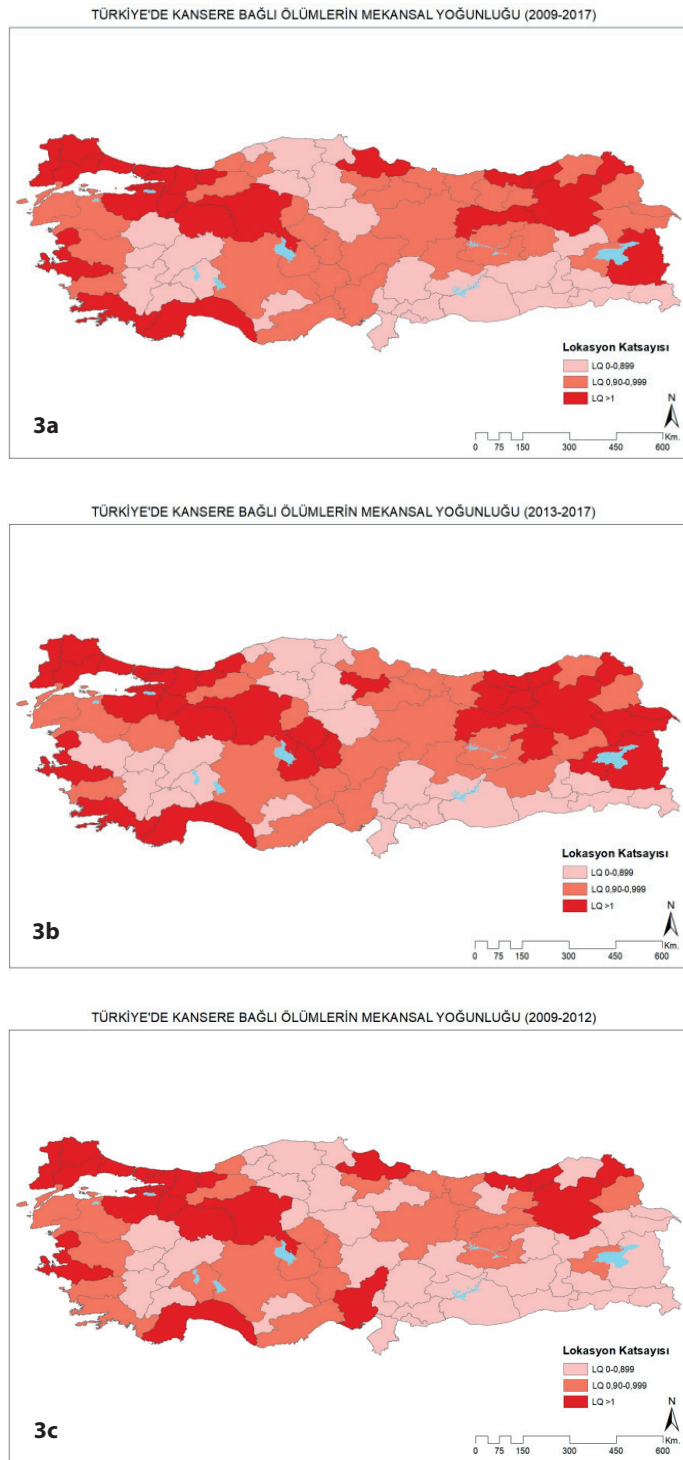 TÜRKİYE'DE KANSERE BAĞLI ÖLÜMLERİN MEKANSAL YOĞUNLUĞU (2009-2017)
Lokasyon Katsayısı
LQ 0-0,899
LQ 0,90-0,999
LQ >1
N
3a
Km.
0 75 150 300 450 600
TÜRKİYE'DE KANSERE BAĞLI ÖLÜMLERİN MEKANSAL YOĞUNLUĞU (2013-2017)
Lokasyon Katsayısı
LQ 0-0,899
LQ 0,90-0,999
LQ >1
N
3b
Km.
0 75 150 300 450 600
TÜRKİYE'DE KANSERE BAĞLI ÖLÜMLERİN MEKANSAL YOĞUNLUĞU (2009-2012)
Lokasyon Katsayısı
LQ 0-0,899
LQ 0,90-0,999
LQ >1
N
3c
Km.
0 75 150 300 450 600